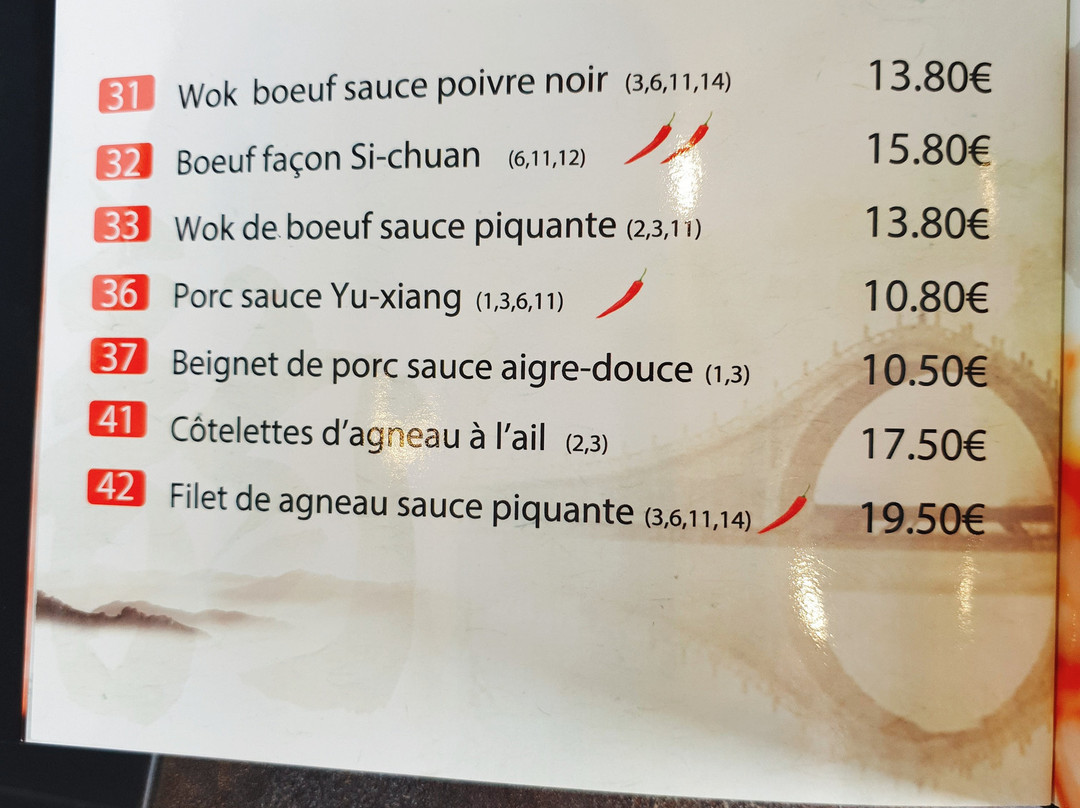 31 Wok boeuf sauce poivre noir (3,6,11,14) 13.80€
32 Boeuf façon Si-chuan (6,11,12) 15.80€
33 Wok de boeuf sauce piquante (2,3,11) 13.80€
36 Porc sauce Yu-xiang (1,3,6,11) 10.80€
37 Beignet de porc sauce aigre-douce (1,3) 10.50€
41 Côtelettes d'agneau à l'ail (2,3) 17.50€
42 Filet de agneau sauce piquante (3,6,11,14) 19.50€